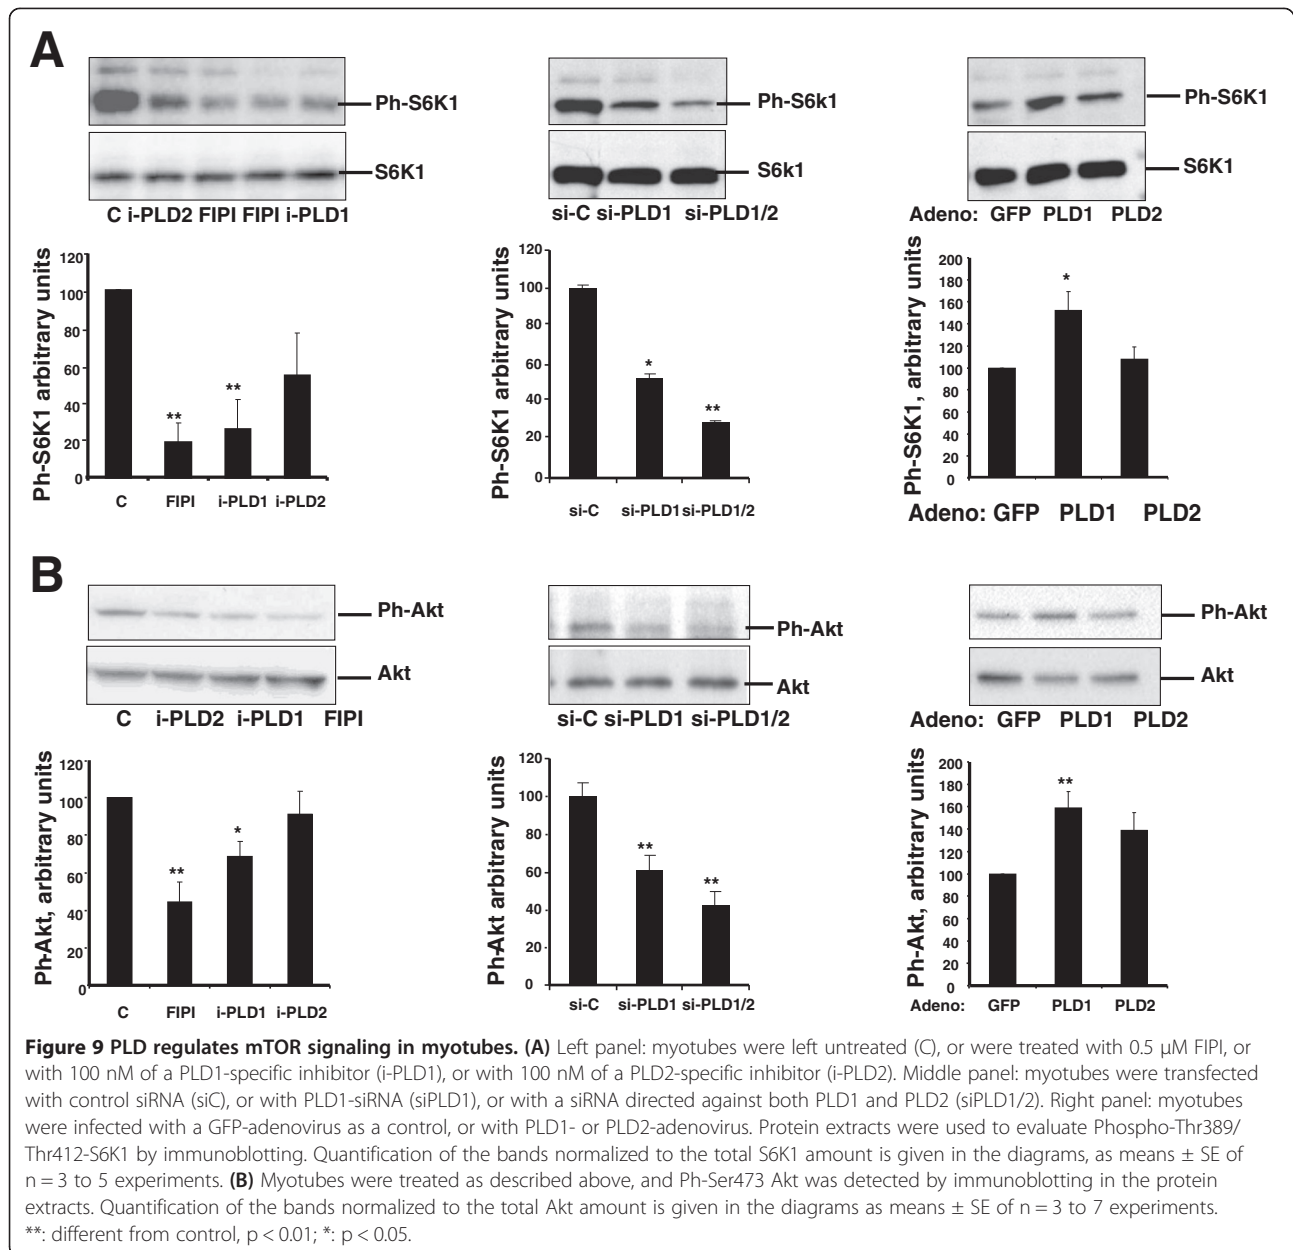 A
Ph-S6K1
S6K1
C i-PLD2 FIPI FIPI i-PLD1
Ph-S6K1 arbitrary units
120
100
80
60
40
20
0
**
**
C FIPI i-PLD1 i-PLD2
Ph-S6k1
S6k1
si-C si-PLD1 si-PLD1/2
Ph-S6K1 arbitrary units
120
100
80
60
40
20
0
*
**
si-C si-PLD1 si-PLD1/2
Ph-S6K1
S6K1
Adeno: GFP PLD1 PLD2
Ph-S6K1, arbitrary units
200
180
160
140
120
100
80
60
40
20
0
*
Adeno: GFP PLD1 PLD2
B
Ph-Akt
Akt
C i-PLD2 i-PLD1 FIPI
Ph-Akt, arbitrary units
120
100
80
60
40
20
0
**
*
C FIPI i-PLD1 i-PLD2
Ph-Akt
Akt
si-C si-PLD1 si-PLD1/2
Ph-Akt arbitrary units
120
100
80
60
40
20
0
**
**
si-C si-PLD1 si-PLD1/2
Ph-Akt
Akt
Adeno: GFP PLD1 PLD2
Ph-Akt, arbitrary units
200
180
160
140
120
100
80
60
40
20
0
**
Adeno: GFP PLD1 PLD2
Figure 9 PLD regulates mTOR signaling in myotubes. (A) Left panel: myotubes were left untreated (C), or were treated with 0.5 μM FIPI, or
with 100 nM of a PLD1-specific inhibitor (i-PLD1), or with 100 nM of a PLD2-specific inhibitor (i-PLD2). Middle panel: myotubes were transfected
with control siRNA (siC), or with PLD1-siRNA (siPLD1), or with a siRNA directed against both PLD1 and PLD2 (siPLD1/2). Right panel: myotubes
were infected with a GFP-adenovirus as a control, or with PLD1- or PLD2-adenovirus. Protein extracts were used to evaluate Phospho-Thr389/
Thr412-S6K1 by immunoblotting. Quantification of the bands normalized to the total S6K1 amount is given in the diagrams, as means ± SE of
n = 3 to 5 experiments. (B) Myotubes were treated as described above, and Ph-Ser473 Akt was detected by immunoblotting in the protein
extracts. Quantification of the bands normalized to the total Akt amount is given in the diagrams as means ± SE of n = 3 to 7 experiments.
**: different from control, p < 0.01; *: p < 0.05.